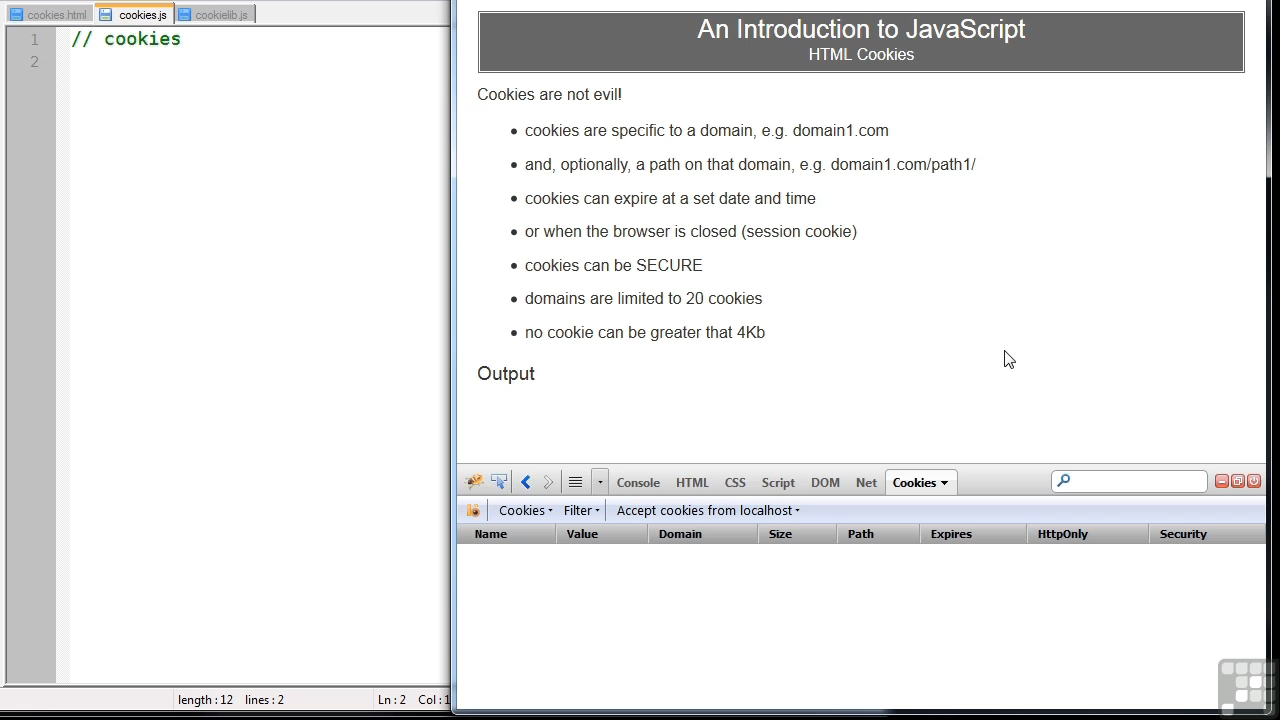 cookies.html cookies.js cookielib.js
1 // cookies
2
length : 12 lines : 2 Ln : 2 Col : 1
An Introduction to JavaScript
HTML Cookies
Cookies are not evil!
• cookies are specific to a domain, e.g. domain1.com
• and, optionally, a path on that domain, e.g. domain1.com/path1/
• cookies can expire at a set date and time
• or when the browser is closed (session cookie)
• cookies can be SECURE
• domains are limited to 20 cookies
• no cookie can be greater that 4Kb
Output
Console HTML CSS Script DOM Net Cookies
Cookies Filter Accept cookies from localhost
Name Value Domain Size Path Expires HttpOnly Security